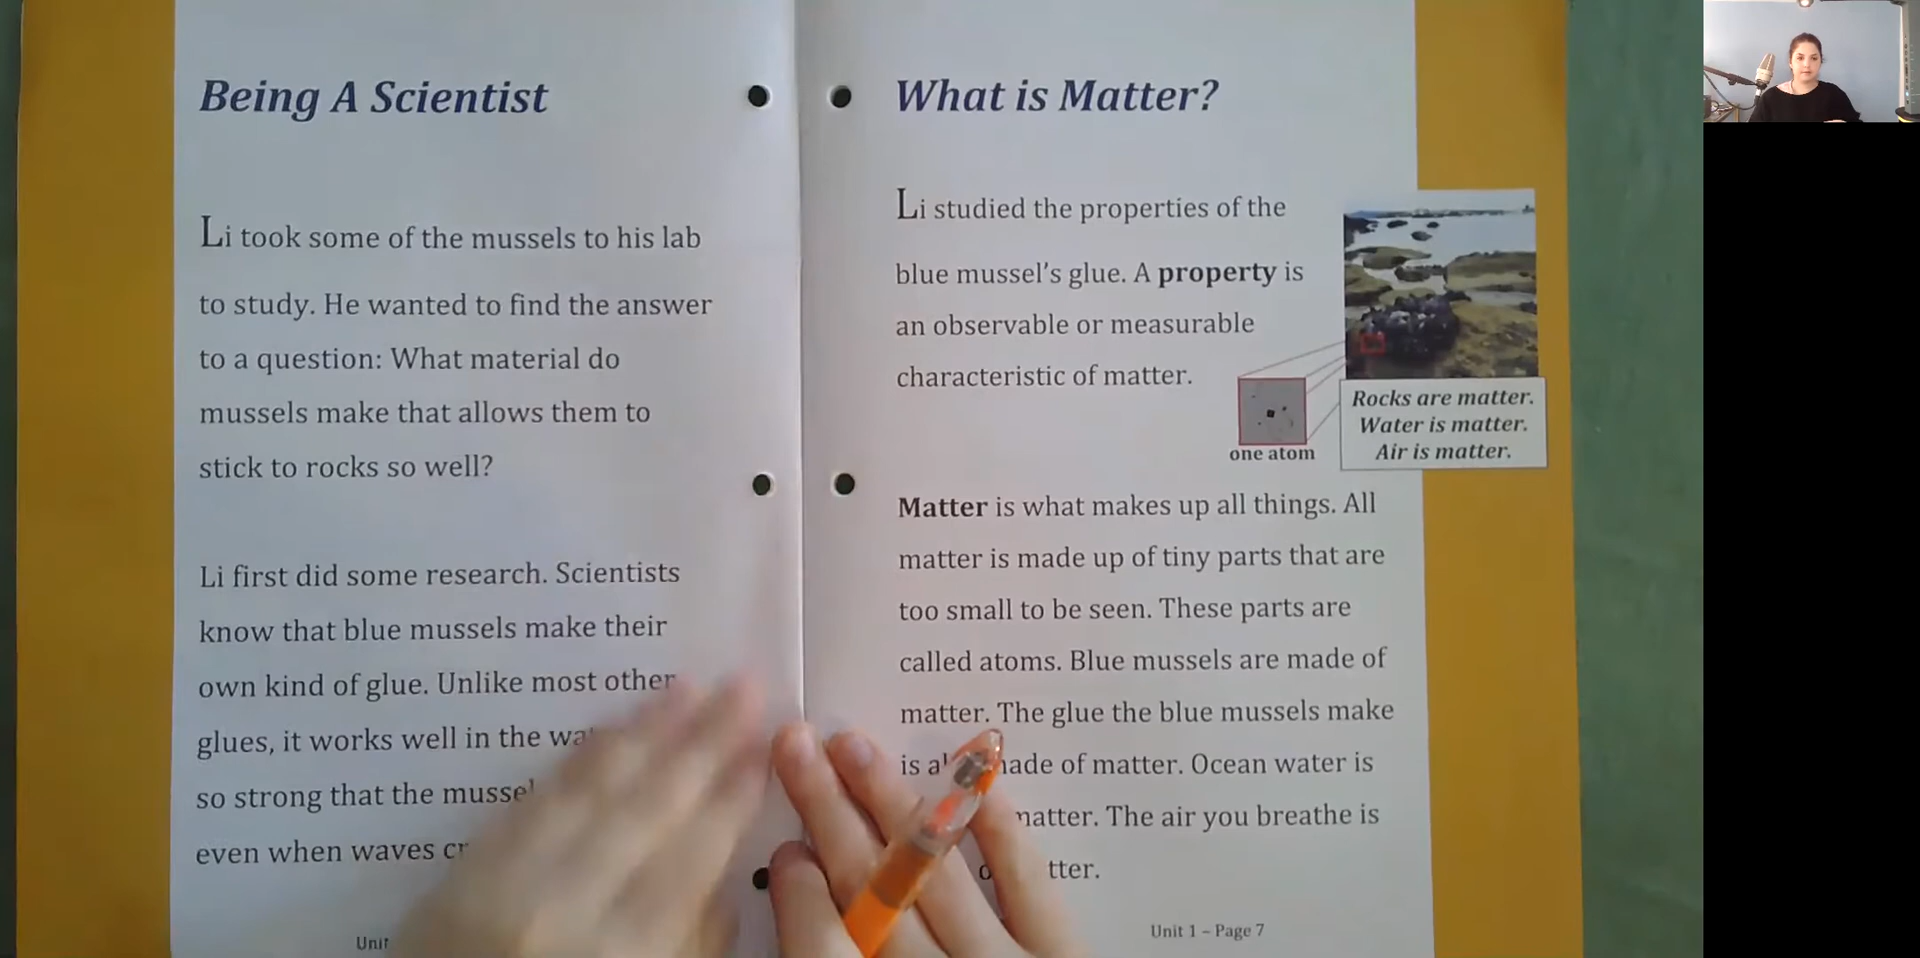 Being A Scientist
Li took some of the mussels to his lab
to study. He wanted to find the answer
to a question: What material do
mussels make that allows them to
stick to rocks so well?
Li first did some research. Scientists
know that blue mussels make their
own kind of glue. Unlike most other
glues, it works well in the
so strong that the
even when waves
Unit
What is Matter?
Li studied the properties of the
blue mussel's glue. A property is
an observable or measurable
characteristic of matter.
one atom
Rocks are matter.
Water is matter.
Air is matter.
Matter is what makes up all things. All
matter is made up of tiny parts that are
too small to be seen. These parts are
called atoms. Blue mussels are made of
matter. The glue the blue mussels make
is made of matter. Ocean water is
matter. The air you breathe is
Unit 1 – Page 7